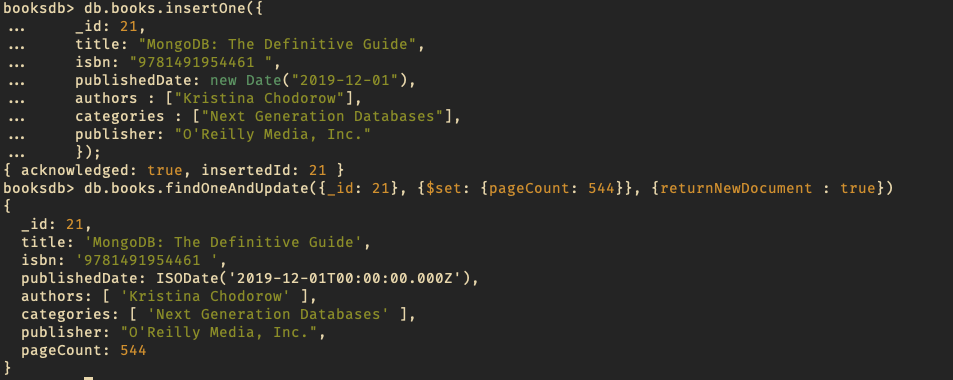 booksdb> db.books.insertOne({
...      _id: 21,
...      title: "MongoDB: The Definitive Guide",
...      isbn: "9781491954461 ",
...      publishedDate: new Date("2019-12-01"),
...      authors : ["Kristina Chodorow"],
...      categories : ["Next Generation Databases"],
...      publisher: "O'Reilly Media, Inc."
...      });
{ acknowledged: true, insertedId: 21 }
booksdb> db.books.findOneAndUpdate({_id: 21}, {$set: {pageCount: 544}}, {returnNewDocument : true})
{
  _id: 21,
  title: 'MongoDB: The Definitive Guide',
  isbn: '9781491954461 ',
  publishedDate: ISODate('2019-12-01T00:00:00.000Z'),
  authors: [ 'Kristina Chodorow' ],
  categories: [ 'Next Generation Databases' ],
  publisher: "O'Reilly Media, Inc.",
  pageCount: 544
}